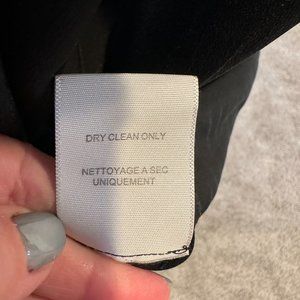 DRY CLEAN ONLY
NETTOYAGE A SEC
UNIQUEMENT